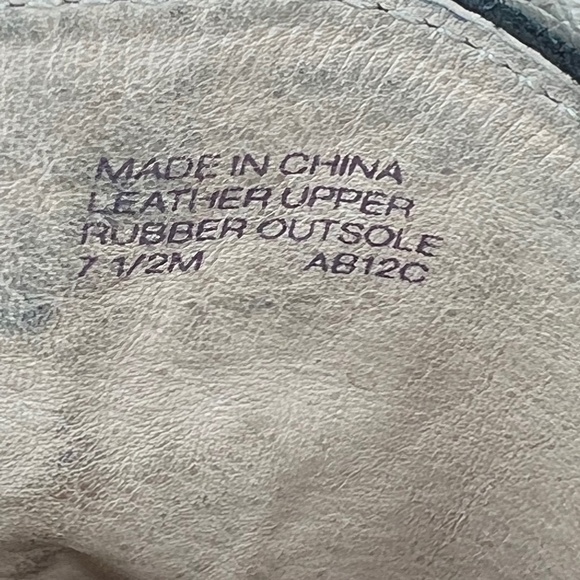 MADE IN CHINA
LEATHER UPPER
RUBBER OUTSOLE
7 1/2M AB12C